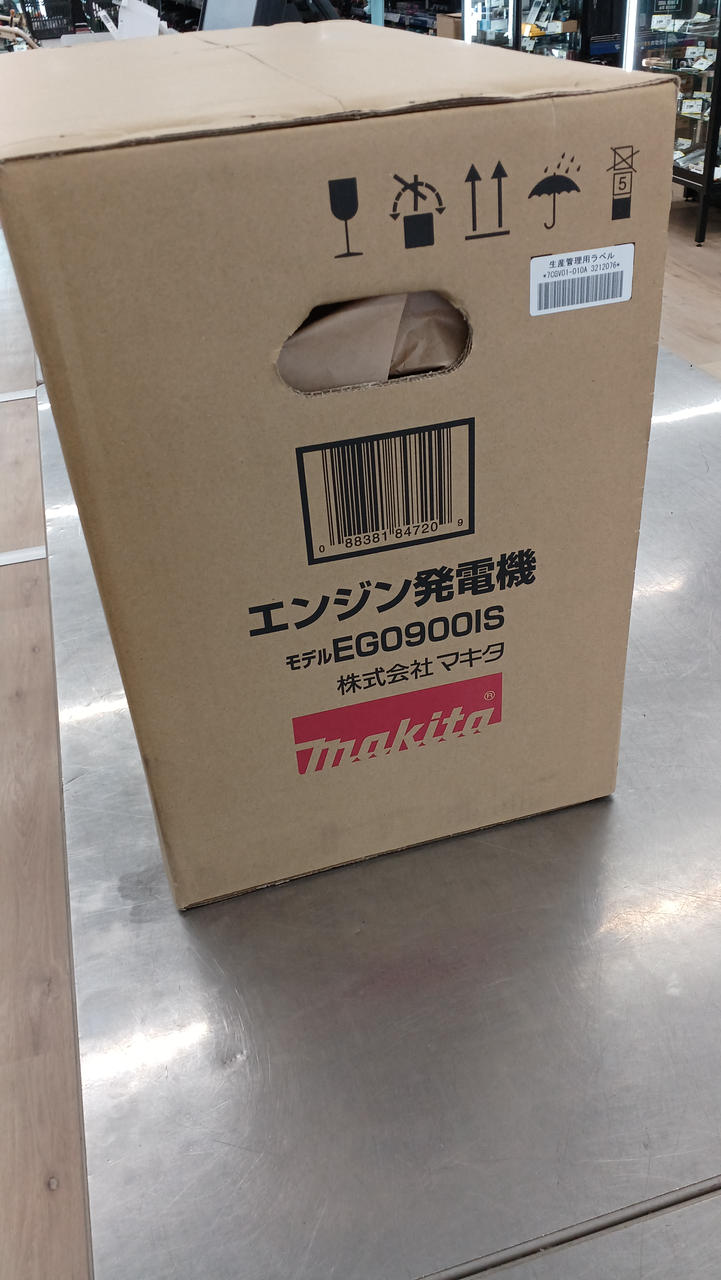 5
生産管理用ラベル
*7CGV01-010A 3212076*
0 88381 84720 9
エンジン発電機
モデルEG0900IS
株式会社マキタ
makita®